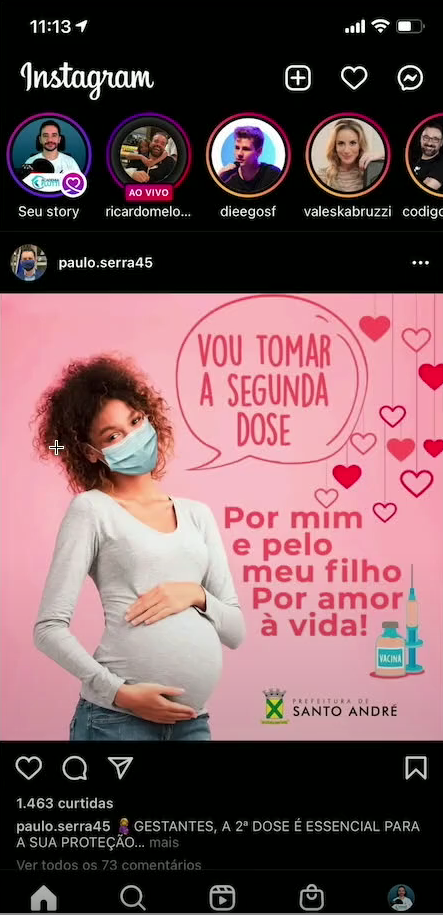 11:13
Instagram
AO VIVO
Seu story
ricardomelo...
dieegosf
valeskabruzzi
codigo
paulo.serra45
VOU TOMAR
A SEGUNDA
DOSE
Por mim
e pelo
meu filho
Por amor
à vida!
VACINA
PREFEITURA DE
SANTO ANDRÉ
1.463 curtidas
paulo.serra45 🤰 GESTANTES, A 2ª DOSE É ESSENCIAL PARA
A SUA PROTEÇÃO... mais
Ver todos os 73 comentários